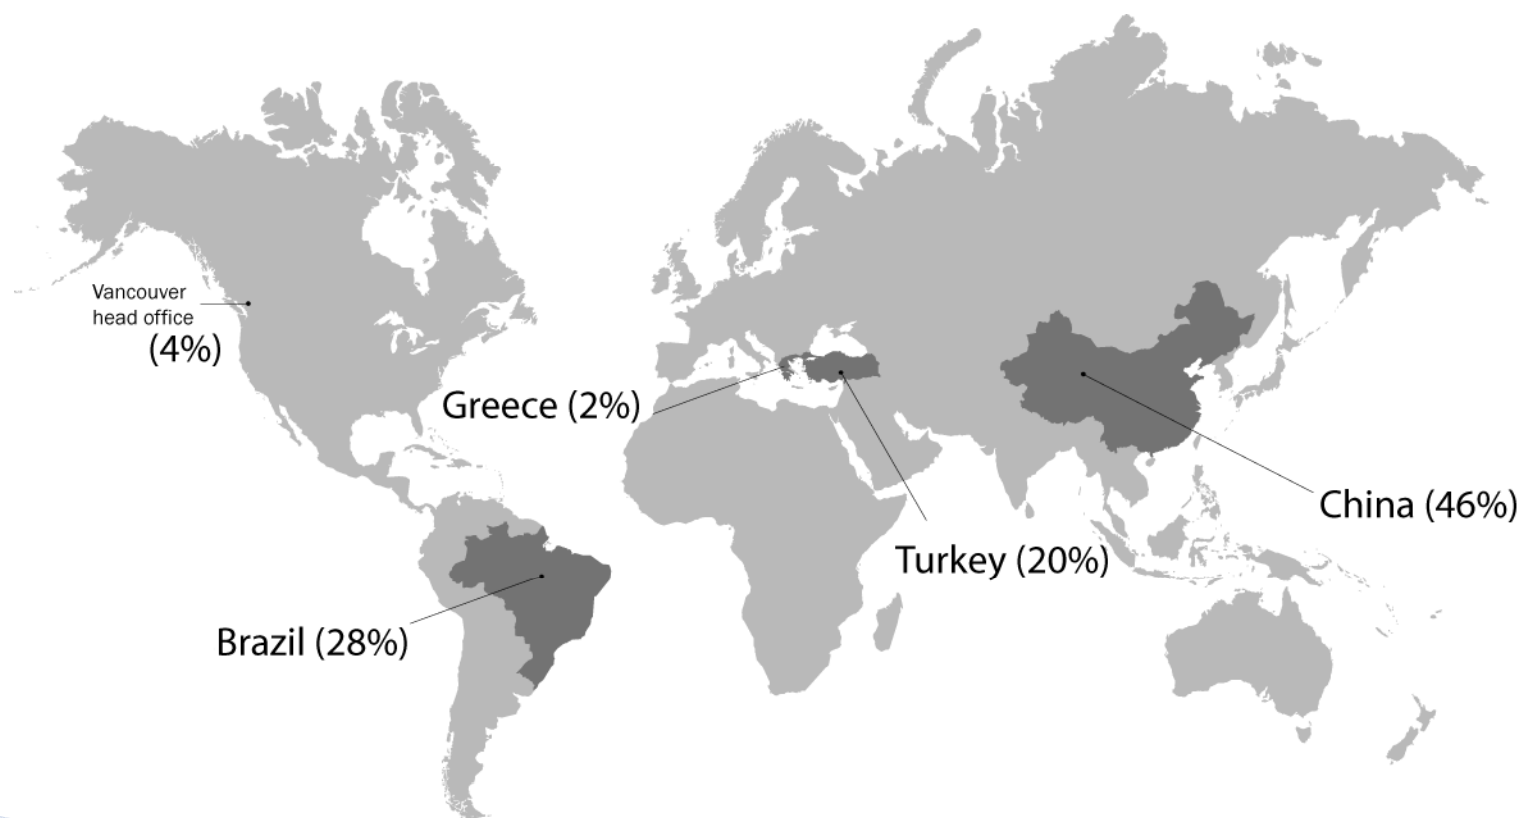 Vancouver
head office
(4%)
Greece (2%)
China (46%)
Turkey (20%)
Brazil (28%)